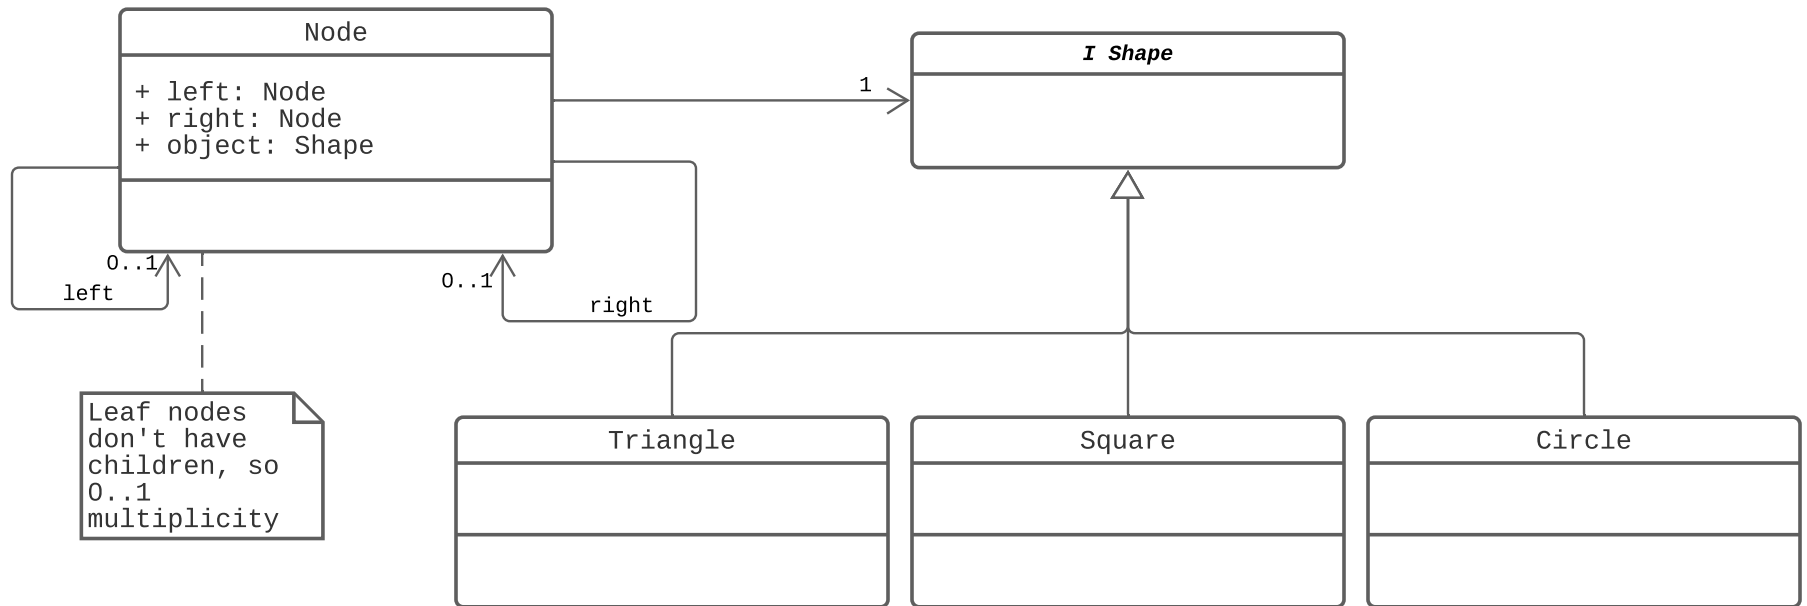 Node
+ left: Node
+ right: Node
+ object: Shape
I Shape
1
0..1
left
0..1
right
Leaf nodes
don't have
children, so
0..1
multiplicity
Triangle
Square
Circle